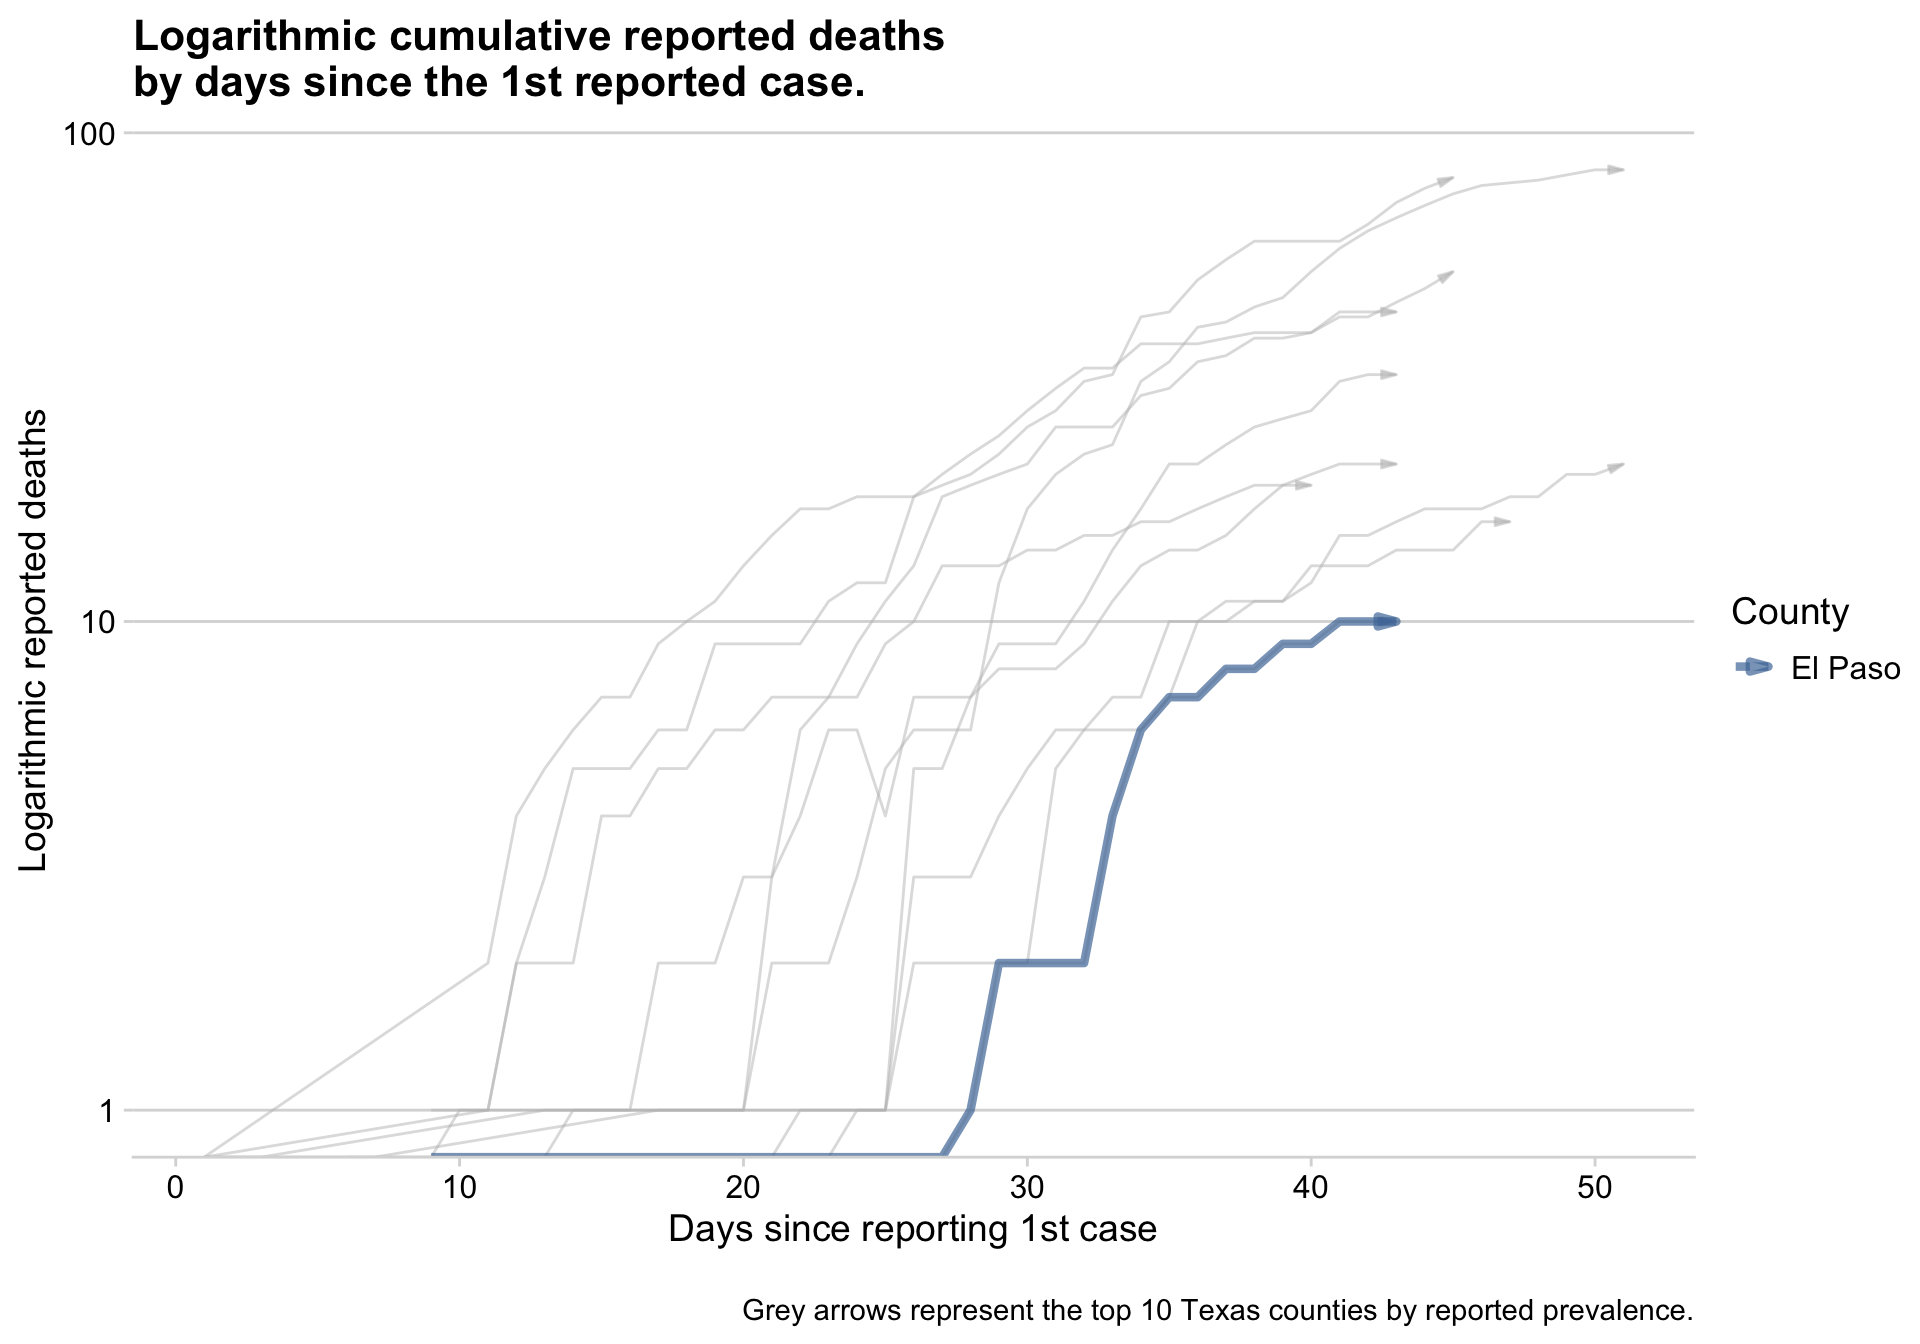 Logarithmic cumulative reported deaths
by days since the 1st reported case.
100
10
1
Logarithmic reported deaths
0 10 20 30 40 50
Days since reporting 1st case
County
El Paso
Grey arrows represent the top 10 Texas counties by reported prevalence.